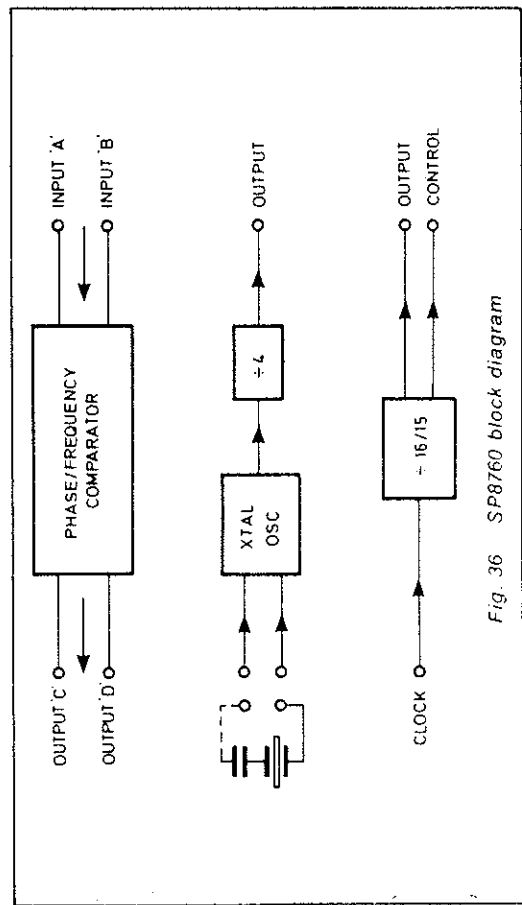 OUTPUT 'C'
OUTPUT 'D'
PHASE/FREQUENCY
COMPARATOR
INPUT 'A'
INPUT 'B'
XTAL
OSC
÷ 4
OUTPUT
CLOCK
÷ 16/15
OUTPUT
CONTROL
Fig. 36 SP8760 block diagram